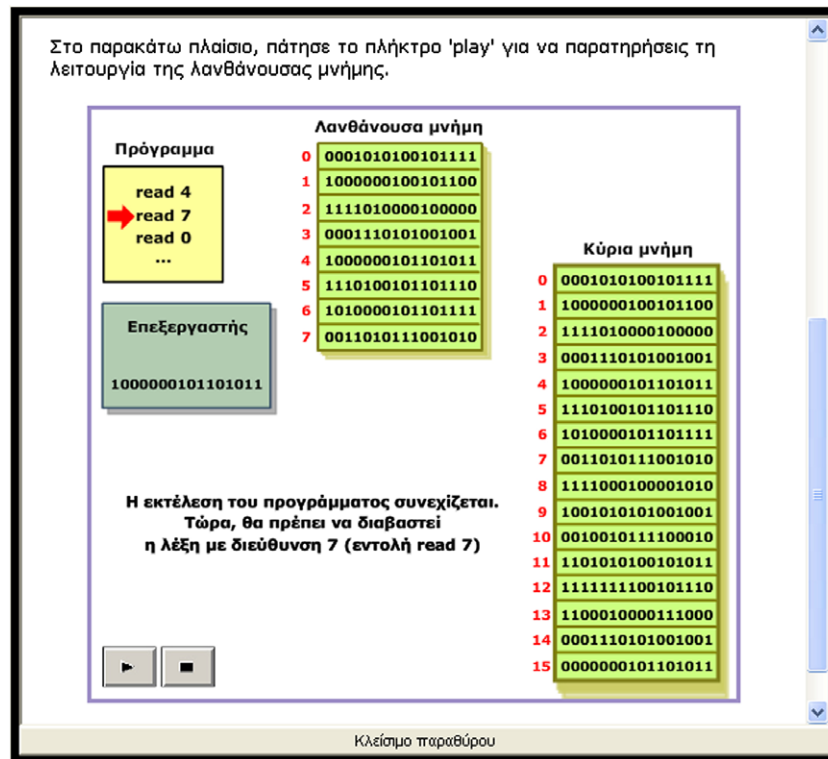 Στο παρακάτω πλαίσιο, πάτησε το πλήκτρο 'play' για να παρατηρήσεις τη
λειτουργία της λανθάνουσας μνήμης.
Πρόγραμμα
read 4
read 7
read 0
...
Επεξεργαστής
1000000101101011
Λανθάνουσα μνήμη
0 0001010100101111
1 1000000100101100
2 1111010000100000
3 0001110101001001
4 1000000101101011
5 1110100101101110
6 1010000101101111
7 0011010111001010
Κύρια μνήμη
0 0001010100101111
1 1000000100101100
2 1111010000100000
3 0001110101001001
4 1000000101101011
5 1110100101101110
6 1010000101101111
7 0011010111001010
8 1111000100001010
9 1001010101001001
10 0010010111100010
11 1101010100101011
12 1111111100101110
13 1100010000111000
14 0001110101001001
15 0000000101101011
Η εκτέλεση του προγράμματος συνεχίζεται.
Τώρα, θα πρέπει να διαβαστεί
η λέξη με διεύθυνση 7 (εντολή read 7)
Κλείσιμο παραθύρου